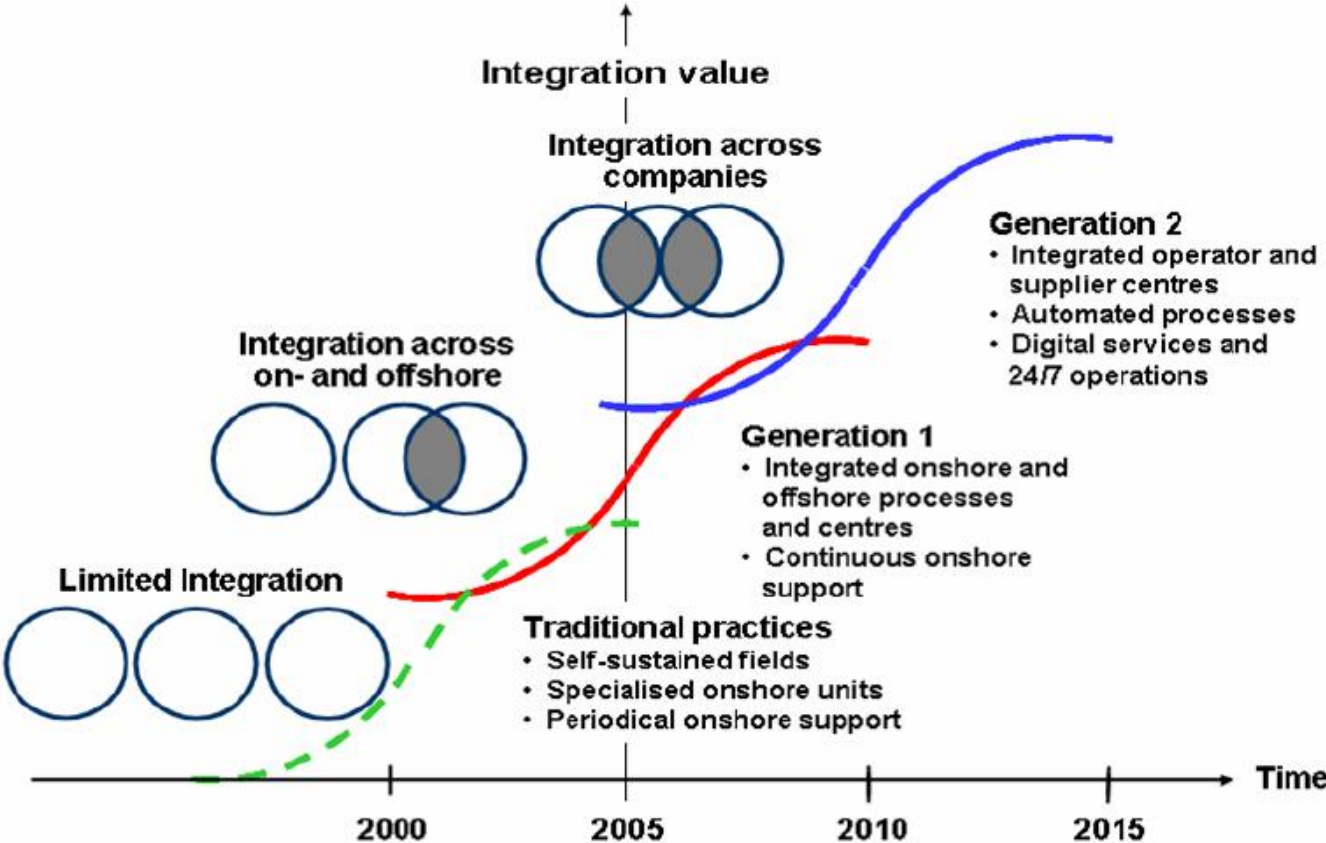 Integration value
Integration across
companies
Generation 2
• Integrated operator and
supplier centres
• Automated processes
• Digital services and
24/7 operations
Integration across
on- and offshore
Generation 1
• Integrated onshore and
offshore processes
and centres
• Continuous onshore
support
Limited Integration
Traditional practices
• Self-sustained fields
• Specialised onshore units
• Periodical onshore support
Time
2000
2005
2010
2015